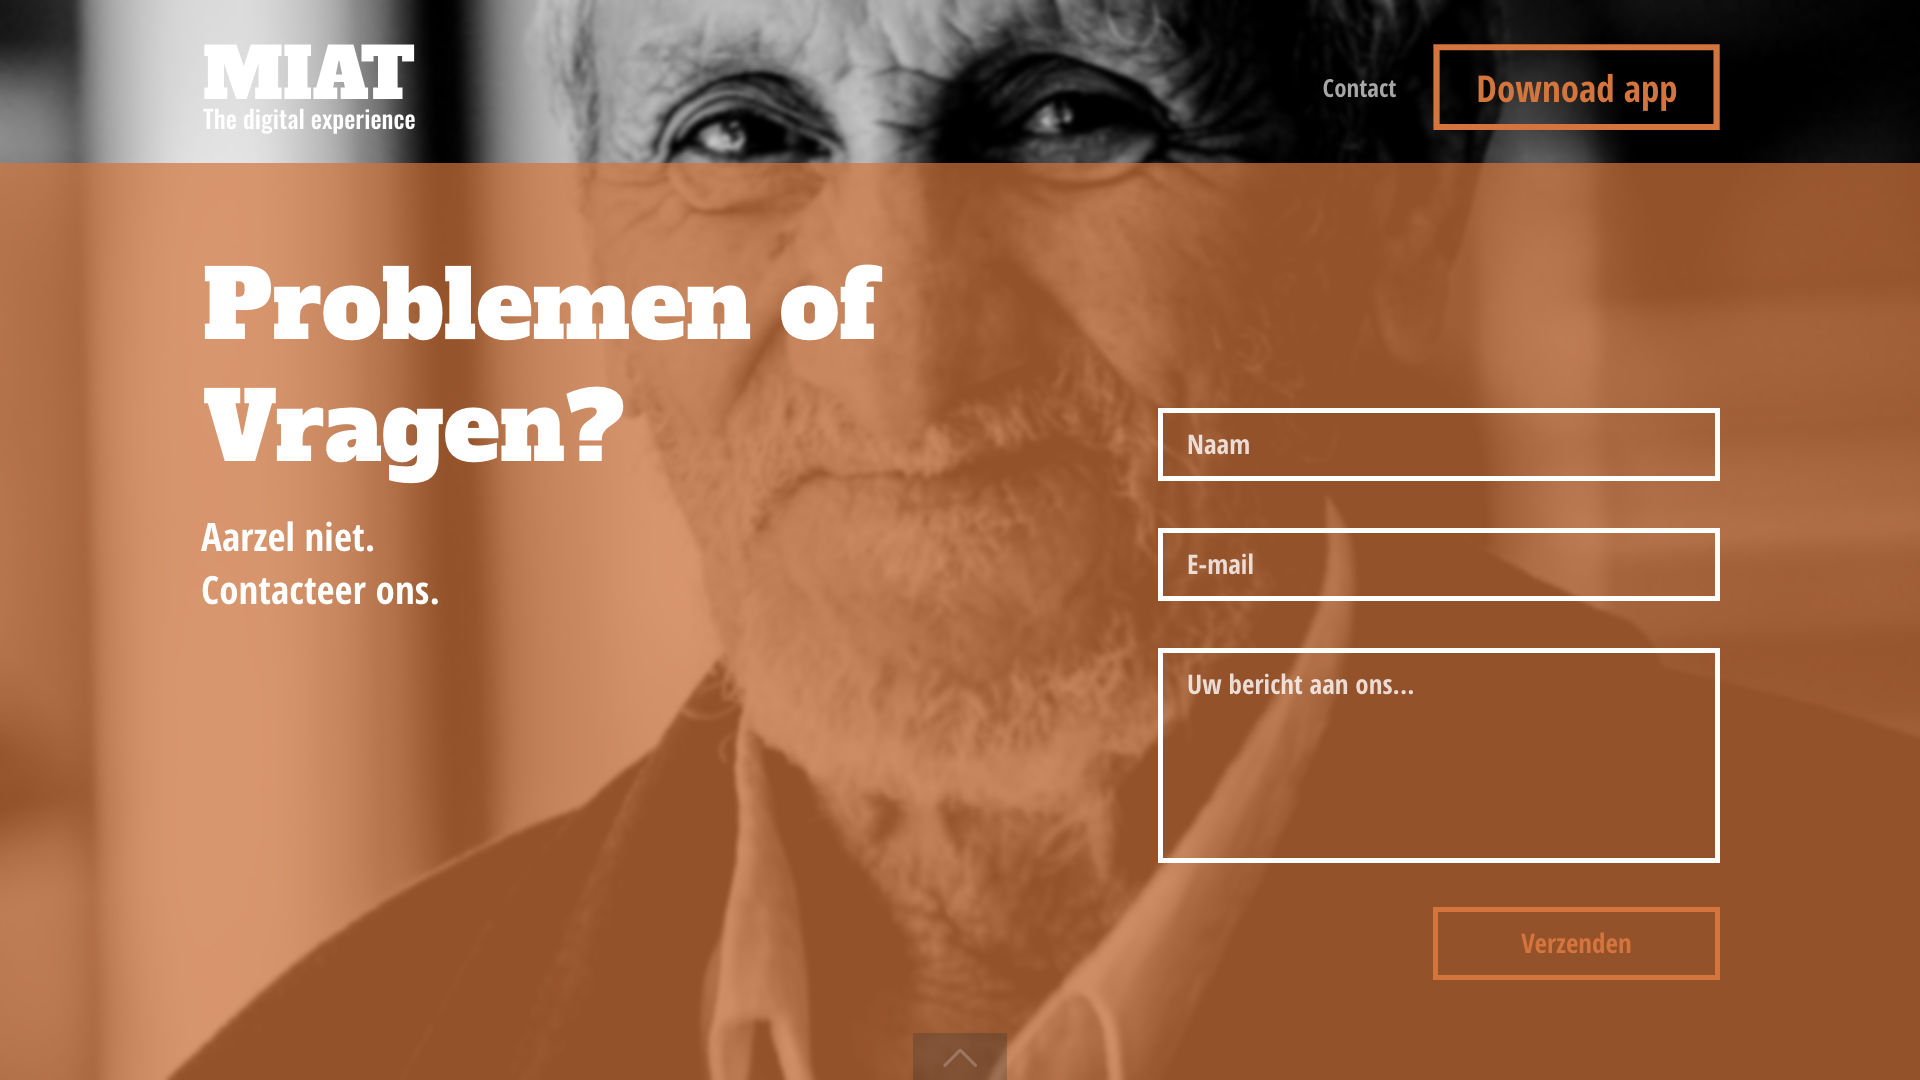 MIAT
The digital experience
Contact
Downoad app
Problemen of
Vragen?
Aarzel niet.
Contacteer ons.
Naam
E-mail
Uw bericht aan ons...
Verzenden